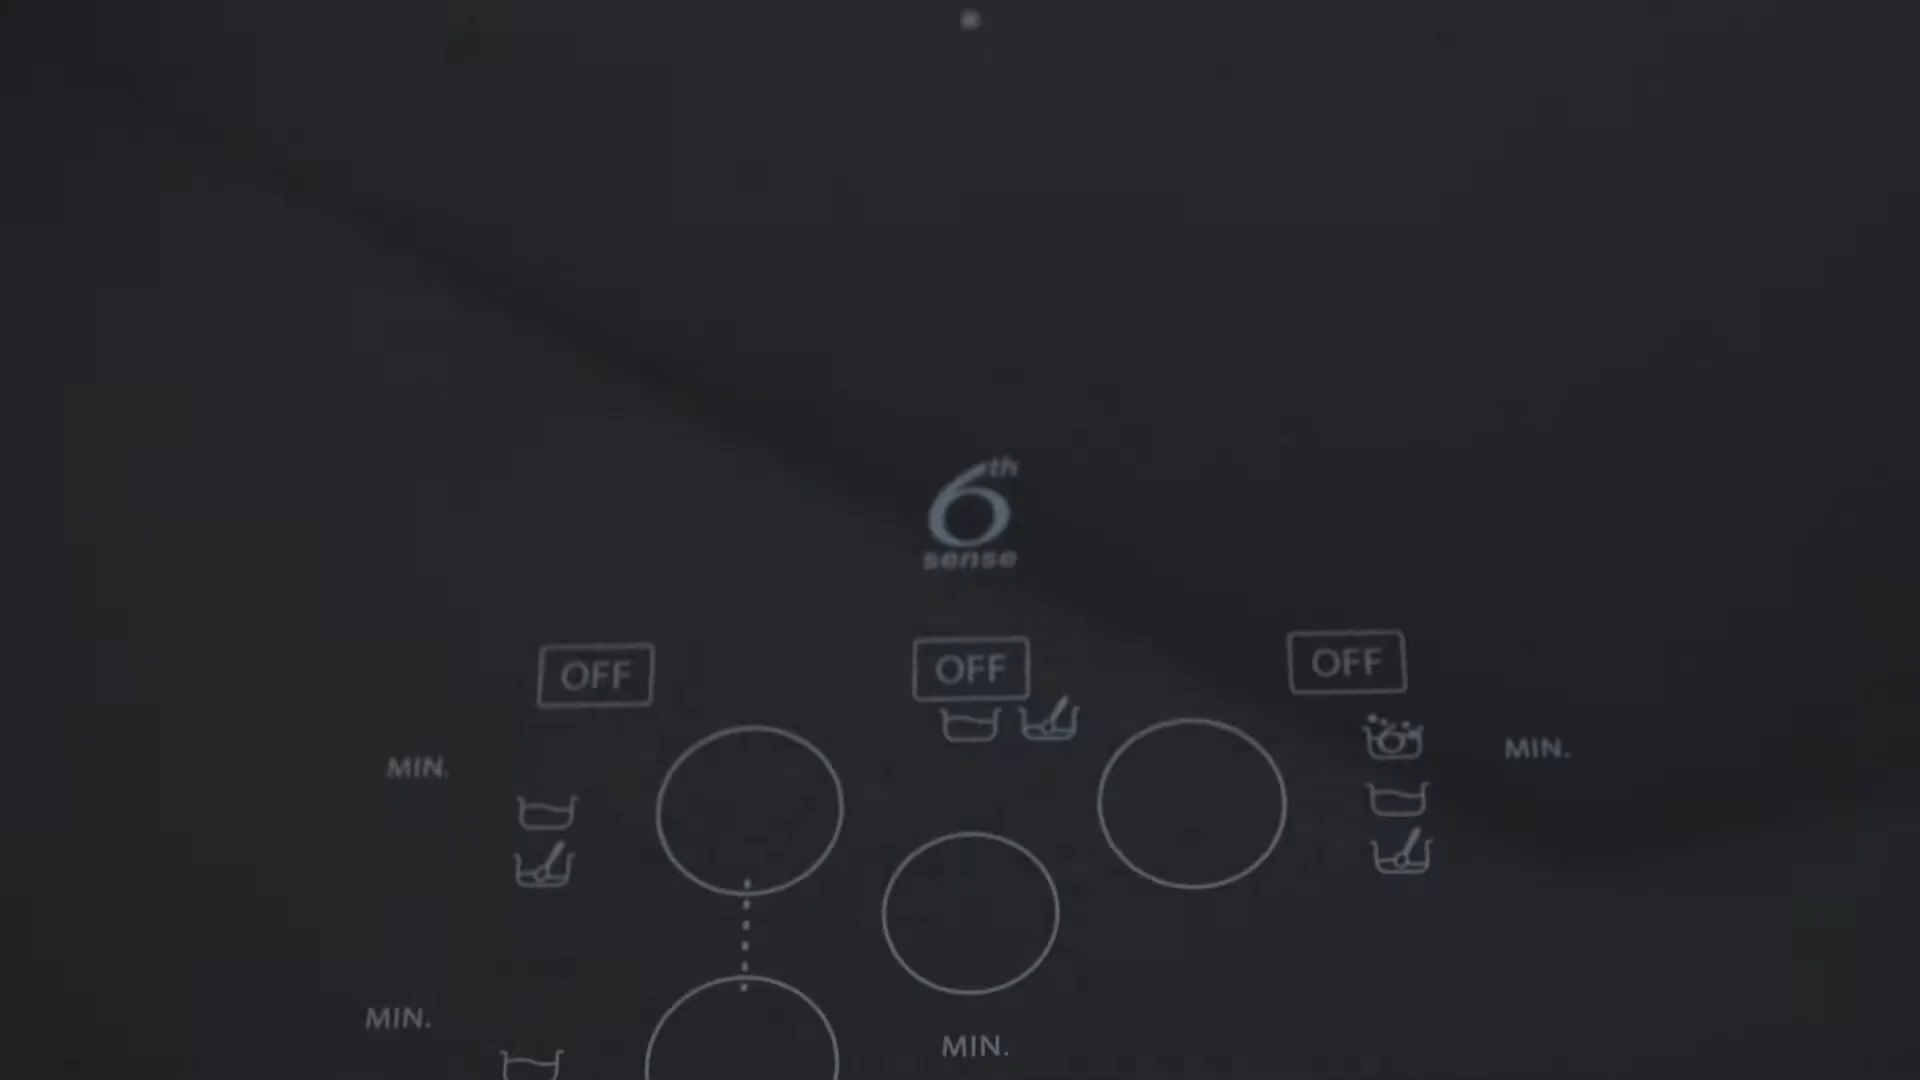 6th
sense
OFF
OFF
OFF
MIN.
MIN.
MIN.
MIN.